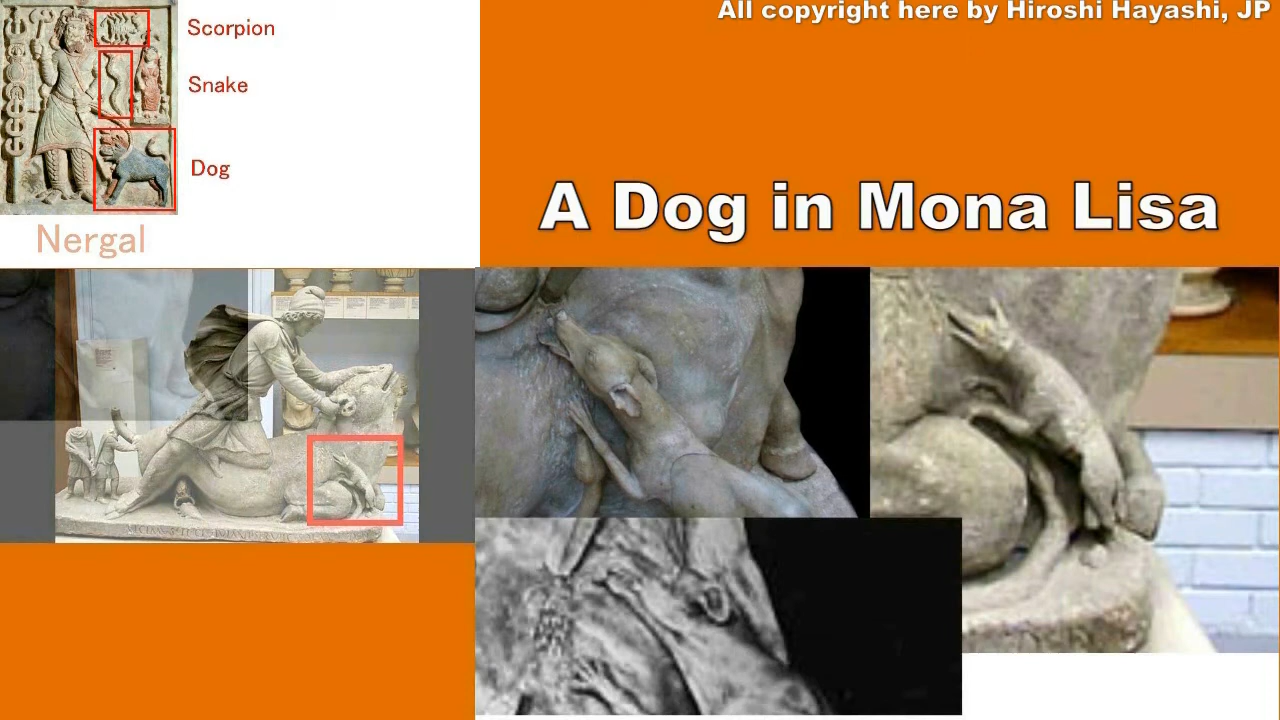 All copyright here by Hiroshi Hayashi, JP
Scorpion
Snake
Dog
A Dog in Mona Lisa
Nergal